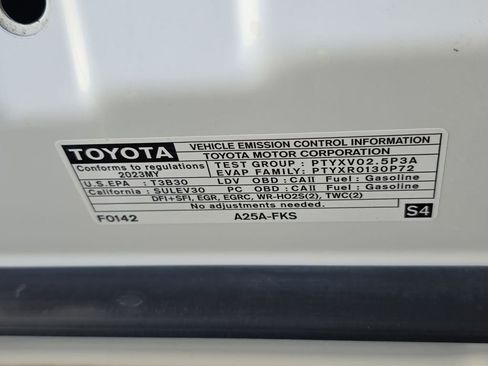 TOYOTA
VEHICLE EMISSION CONTROL INFORMATION
TOYOTA MOTOR CORPORATION
Conforms to regulations
2023MY
TEST GROUP : PTYXV02.5P3A
EVAP FAMILY: PTYXR0130P72
U.S.EPA : T3B30 LDV OBD:CAII Fuel: Gasoline
California : SULEV30 PC OBD:CAII Fuel: Gasoline
DFI+SFI, EGR, EGRC, WR-HO2S(2), TWC(2)
No adjustments needed.
F0142 A25A-FKS S4